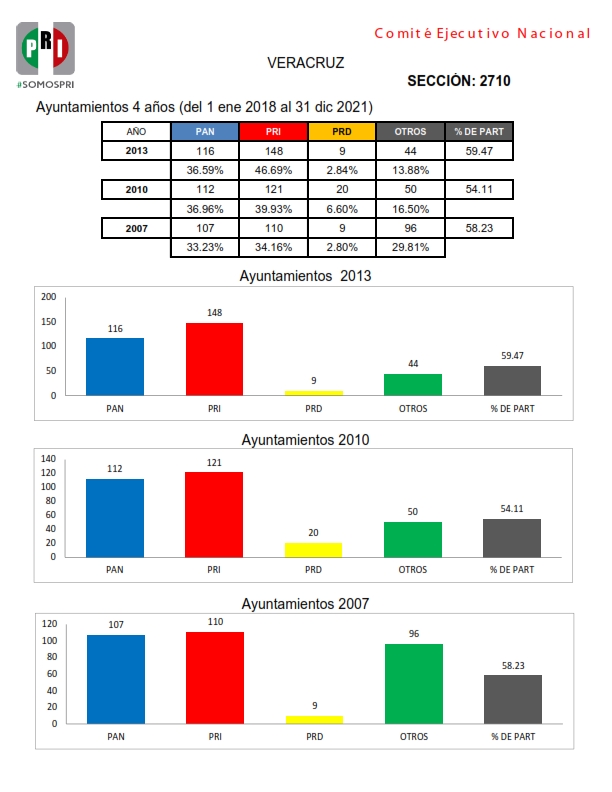 Comité Ejecutivo Nacional
PRI
#SOMOSPRI
VERACRUZ
SECCIÓN: 2710
Ayuntamientos 4 años (del 1 ene 2018 al 31 dic 2021)
AÑO PAN PRI PRD OTROS % DE PART
2013 116 148 9 44 59.47
36.59% 46.69% 2.84% 13.88%
2010 112 121 20 50 54.11
36.96% 39.93% 6.60% 16.50%
2007 107 110 9 96 58.23
33.23% 34.16% 2.80% 29.81%
Ayuntamientos 2013
200
150
100
50
0
116 148 9 44 59.47
PAN PRI PRD OTROS % DE PART
Ayuntamientos 2010
140
120
100
80
60
40
20
0
112 121 20 50 54.11
PAN PRI PRD OTROS % DE PART
Ayuntamientos 2007
120
100
80
60
40
20
0
107 110 9 96 58.23
PAN PRI PRD OTROS % DE PART